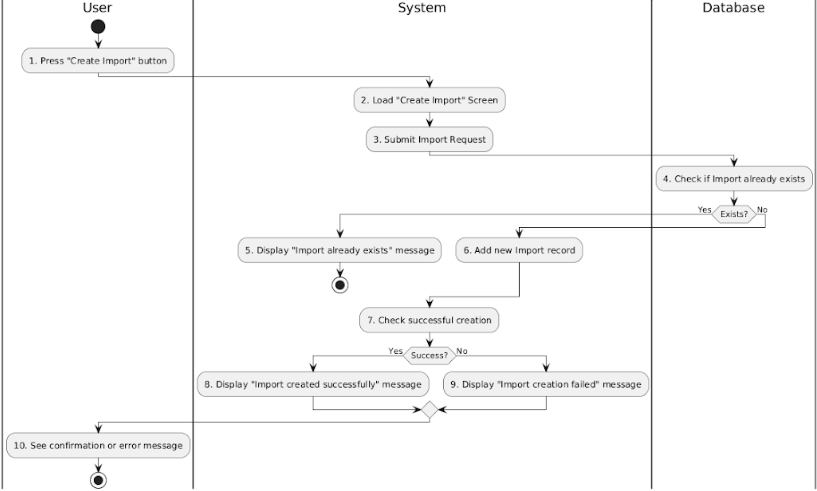 User
System
Database
1. Press "Create Import" button
2. Load "Create Import" Screen
3. Submit Import Request
4. Check if Import already exists
Yes
Exists?
No
5. Display "Import already exists" message
6. Add new Import record
7. Check successful creation
Yes
Success?
No
8. Display "Import created successfully" message
9. Display "Import creation failed" message
10. See confirmation or error message